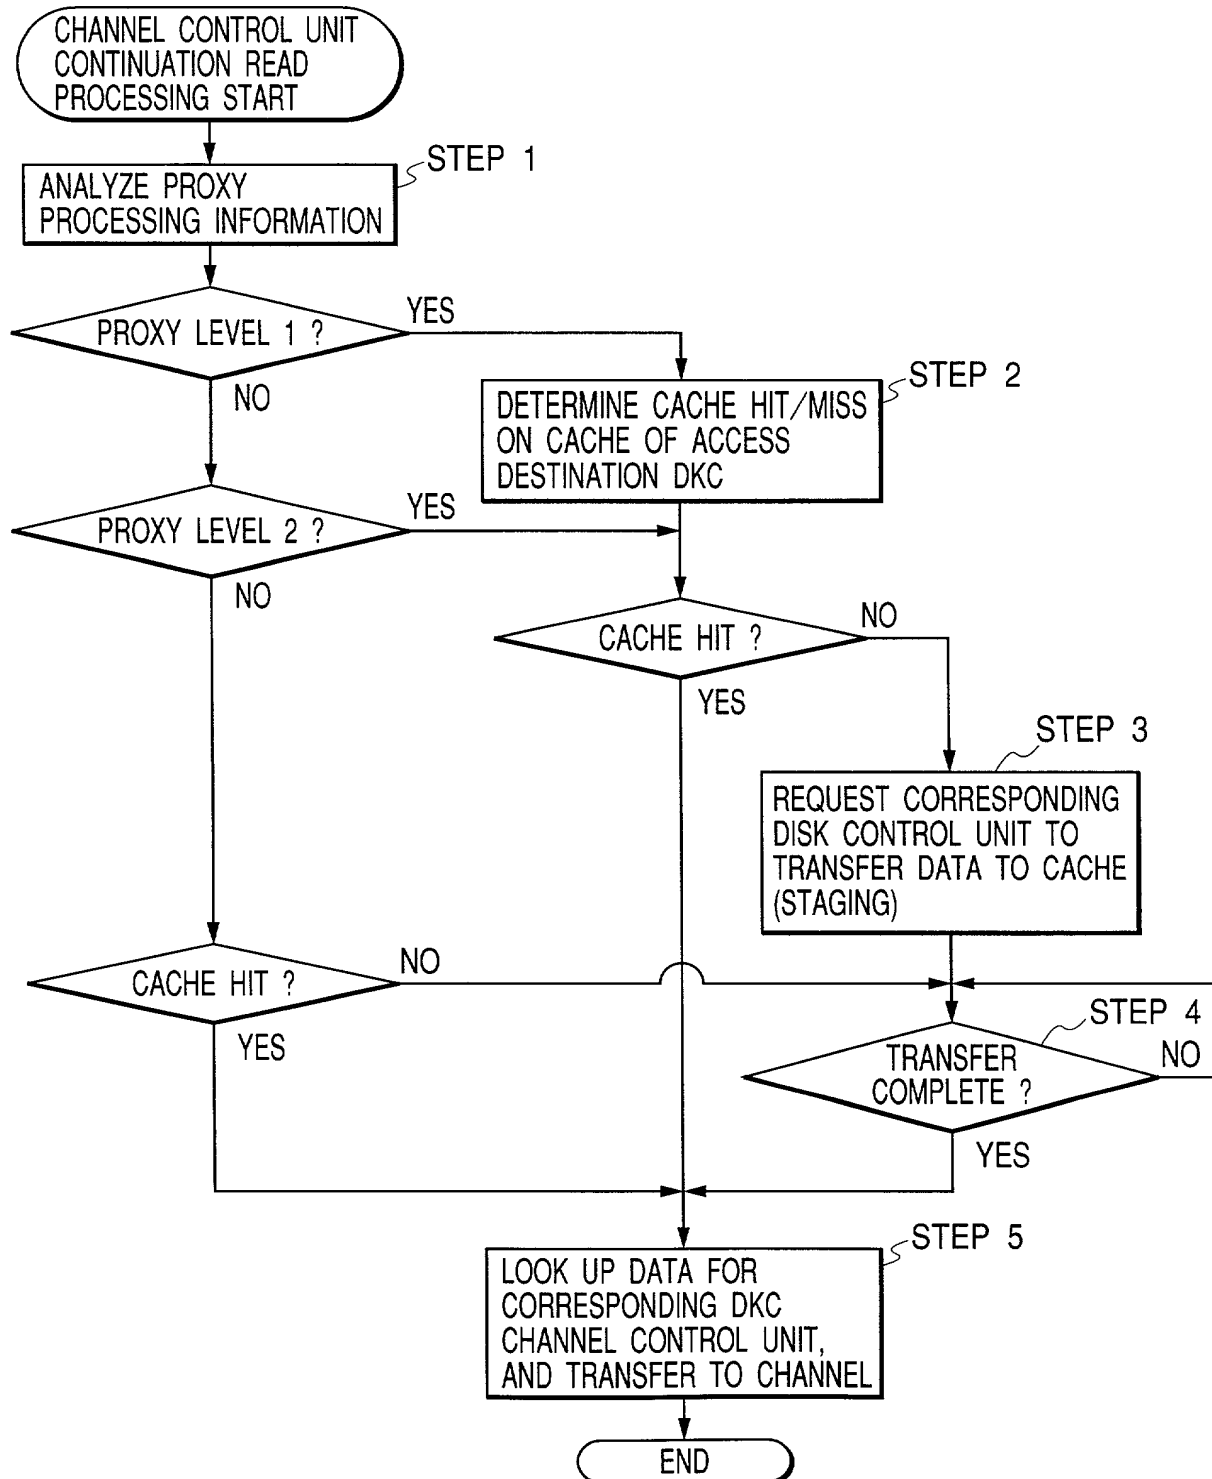 CHANNEL CONTROL UNIT
CONTINUATION READ
PROCESSING START
STEP 1
ANALYZE PROXY
PROCESSING INFORMATION
PROXY LEVEL 1 ?
YES
NO
STEP 2
DETERMINE CACHE HIT/MISS
ON CACHE OF ACCESS
DESTINATION DKC
PROXY LEVEL 2 ?
YES
NO
CACHE HIT ?
NO
YES
STEP 3
REQUEST CORRESPONDING
DISK CONTROL UNIT TO
TRANSFER DATA TO CACHE
(STAGING)
CACHE HIT ?
NO
YES
STEP 4
TRANSFER
COMPLETE ?
NO
YES
STEP 5
LOOK UP DATA FOR
CORRESPONDING DKC
CHANNEL CONTROL UNIT,
AND TRANSFER TO CHANNEL
END